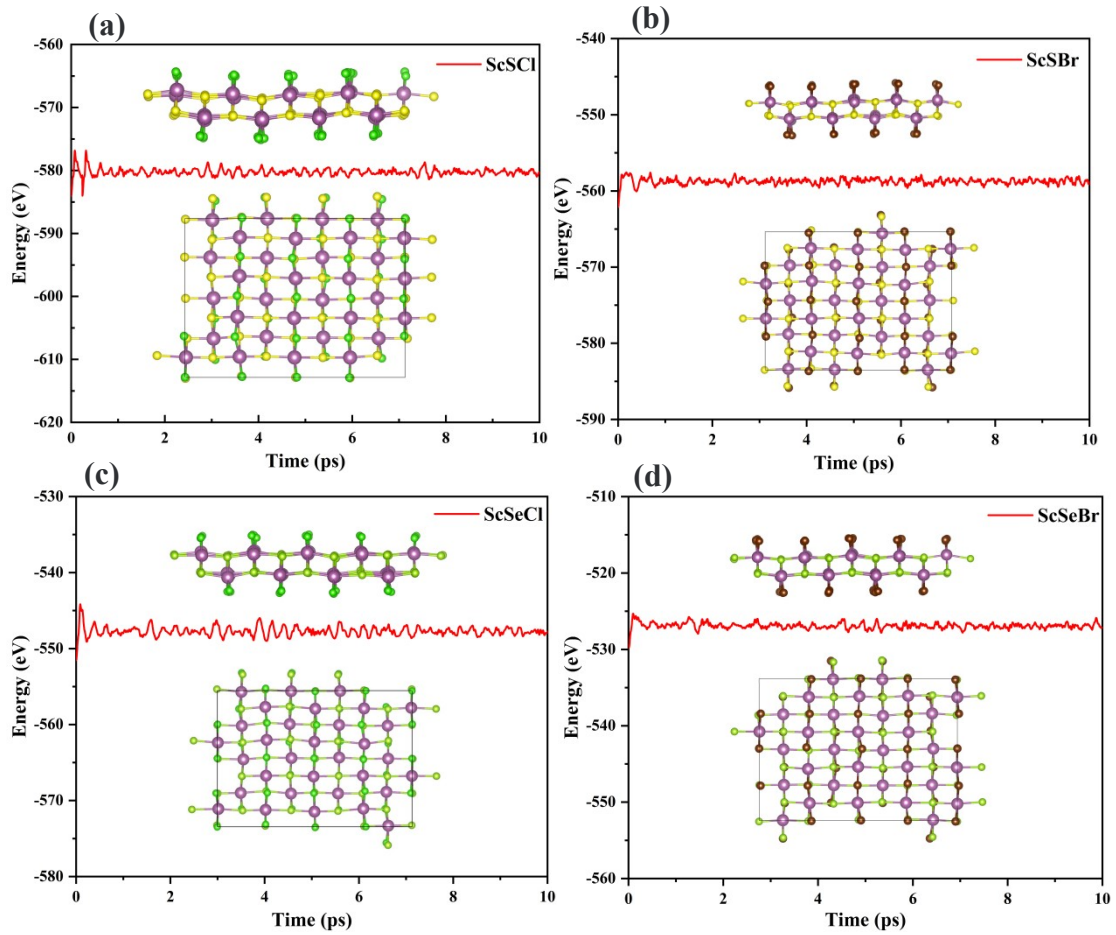 (a)
ScSCl
Energy (eV)
-560
-570
-580
-590
-600
-610
-620
0 2 4 6 8 10
Time (ps)
(b)
ScSBr
Energy (eV)
-540
-550
-560
-570
-580
-590
0 2 4 6 8 10
Time (ps)
(c)
ScSeCl
Energy (eV)
-530
-540
-550
-560
-570
-580
0 2 4 6 8 10
Time (ps)
(d)
ScSeBr
Energy (eV)
-510
-520
-530
-540
-550
-560
0 2 4 6 8 10
Time (ps)